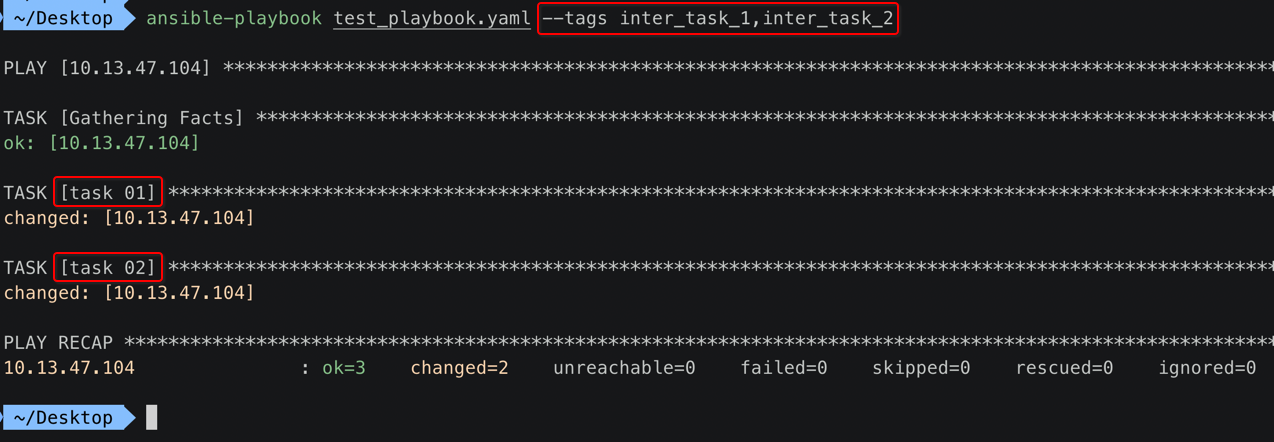 ~/Desktop
~/Desktop ansible-playbook test_playbook.yaml --tags inter_task_1,inter_task_2
PLAY [10.13.47.104] ************************************************************************************************
TASK [Gathering Facts] *********************************************************************************************
ok: [10.13.47.104]
TASK [task 01] *****************************************************************************************************
changed: [10.13.47.104]
TASK [task 02] *****************************************************************************************************
changed: [10.13.47.104]
PLAY RECAP *********************************************************************************************************
10.13.47.104 : ok=3 changed=2 unreachable=0 failed=0 skipped=0 rescued=0 ignored=0
~/Desktop